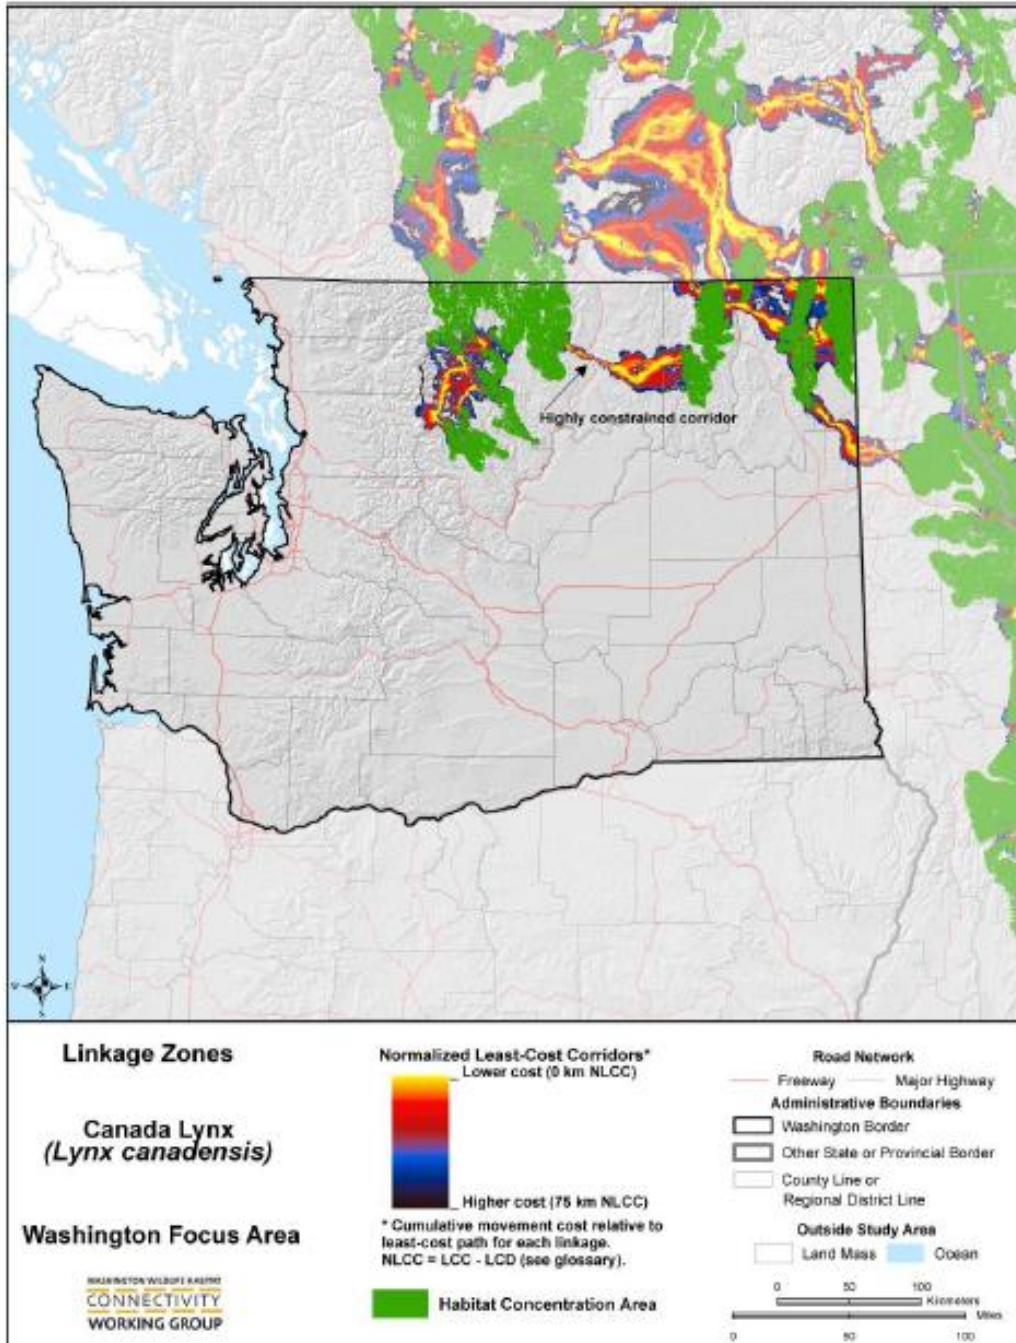 Highly constrained corridor
N
W
E
S
Linkage Zones
Canada Lynx
(Lynx canadensis)
Washington Focus Area
WASHINGTON WILDLIFE HABITAT
CONNECTIVITY
WORKING GROUP
Normalized Least-Cost Corridors*
Lower cost (0 km NLCC)
Higher cost (75 km NLCC)
* Cumulative movement cost relative to
least-cost path for each linkage.
NLCC = LCC - LCD (see glossary).
Habitat Concentration Area
Road Network
Freeway Major Highway
Administrative Boundaries
Washington Border
Other State or Provincial Border
County Line or
Regional District Line
Outside Study Area
Land Mass Ocean
0 50 100
Kilometers
Miles
0 50 100